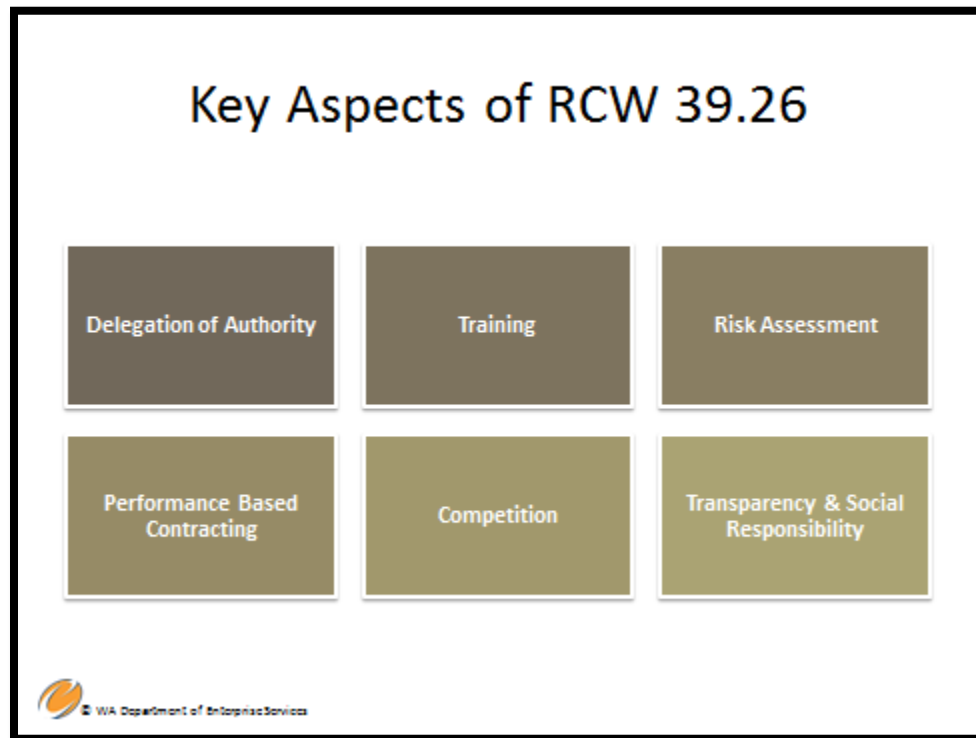 Key Aspects of RCW 39.26
Delegation of Authority
Training
Risk Assessment
Performance Based
Contracting
Competition
Transparency & Social
Responsibility
© WA Department of Enterprise Services